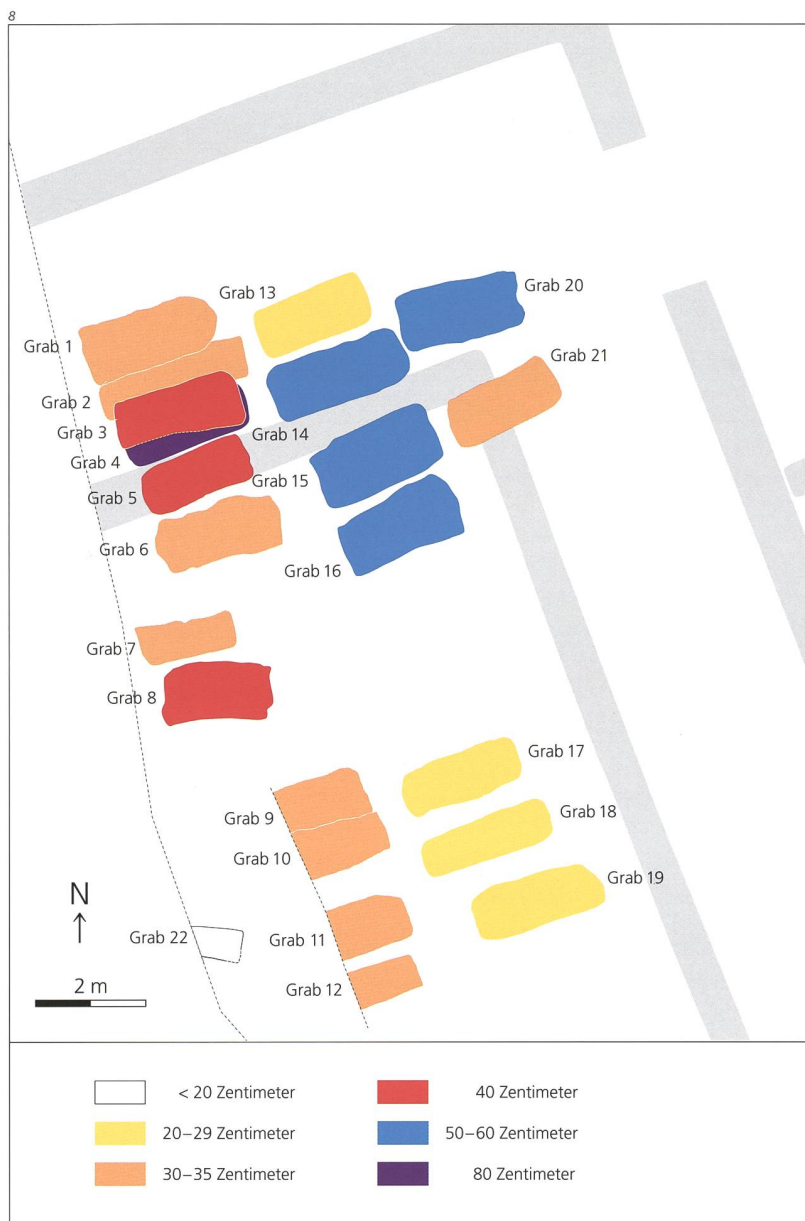 8
Grab 13
Grab 20
Grab 1
Grab 21
Grab 2
Grab 3
Grab 14
Grab 4
Grab 15
Grab 5
Grab 6
Grab 16
Grab 7
Grab 8
Grab 17
Grab 9
Grab 18
Grab 10
Grab 19
N
Grab 22
Grab 11
2 m
Grab 12
< 20 Zentimeter
40 Zentimeter
20–29 Zentimeter
50–60 Zentimeter
30–35 Zentimeter
80 Zentimeter